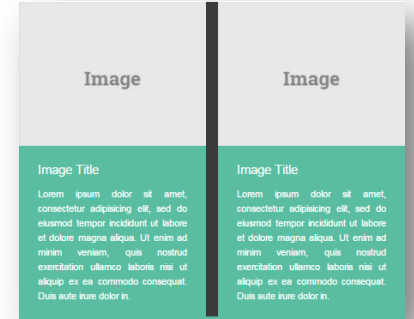 Image
Image Title
Lorem ipsum dolor sit amet,
consectetur adipisicing elit, sed do
eiusmod tempor incididunt ut labore
et dolore magna aliqua. Ut enim ad
minim veniam, quis nostrud
exercitation ullamco laboris nisi ut
aliquip ex ea commodo consequat.
Duis aute irure dolor in.
Image
Image Title
Lorem ipsum dolor sit amet,
consectetur adipisicing elit, sed do
eiusmod tempor incididunt ut labore
et dolore magna aliqua. Ut enim ad
minim veniam, quis nostrud
exercitation ullamco laboris nisi ut
aliquip ex ea commodo consequat.
Duis aute irure dolor in.